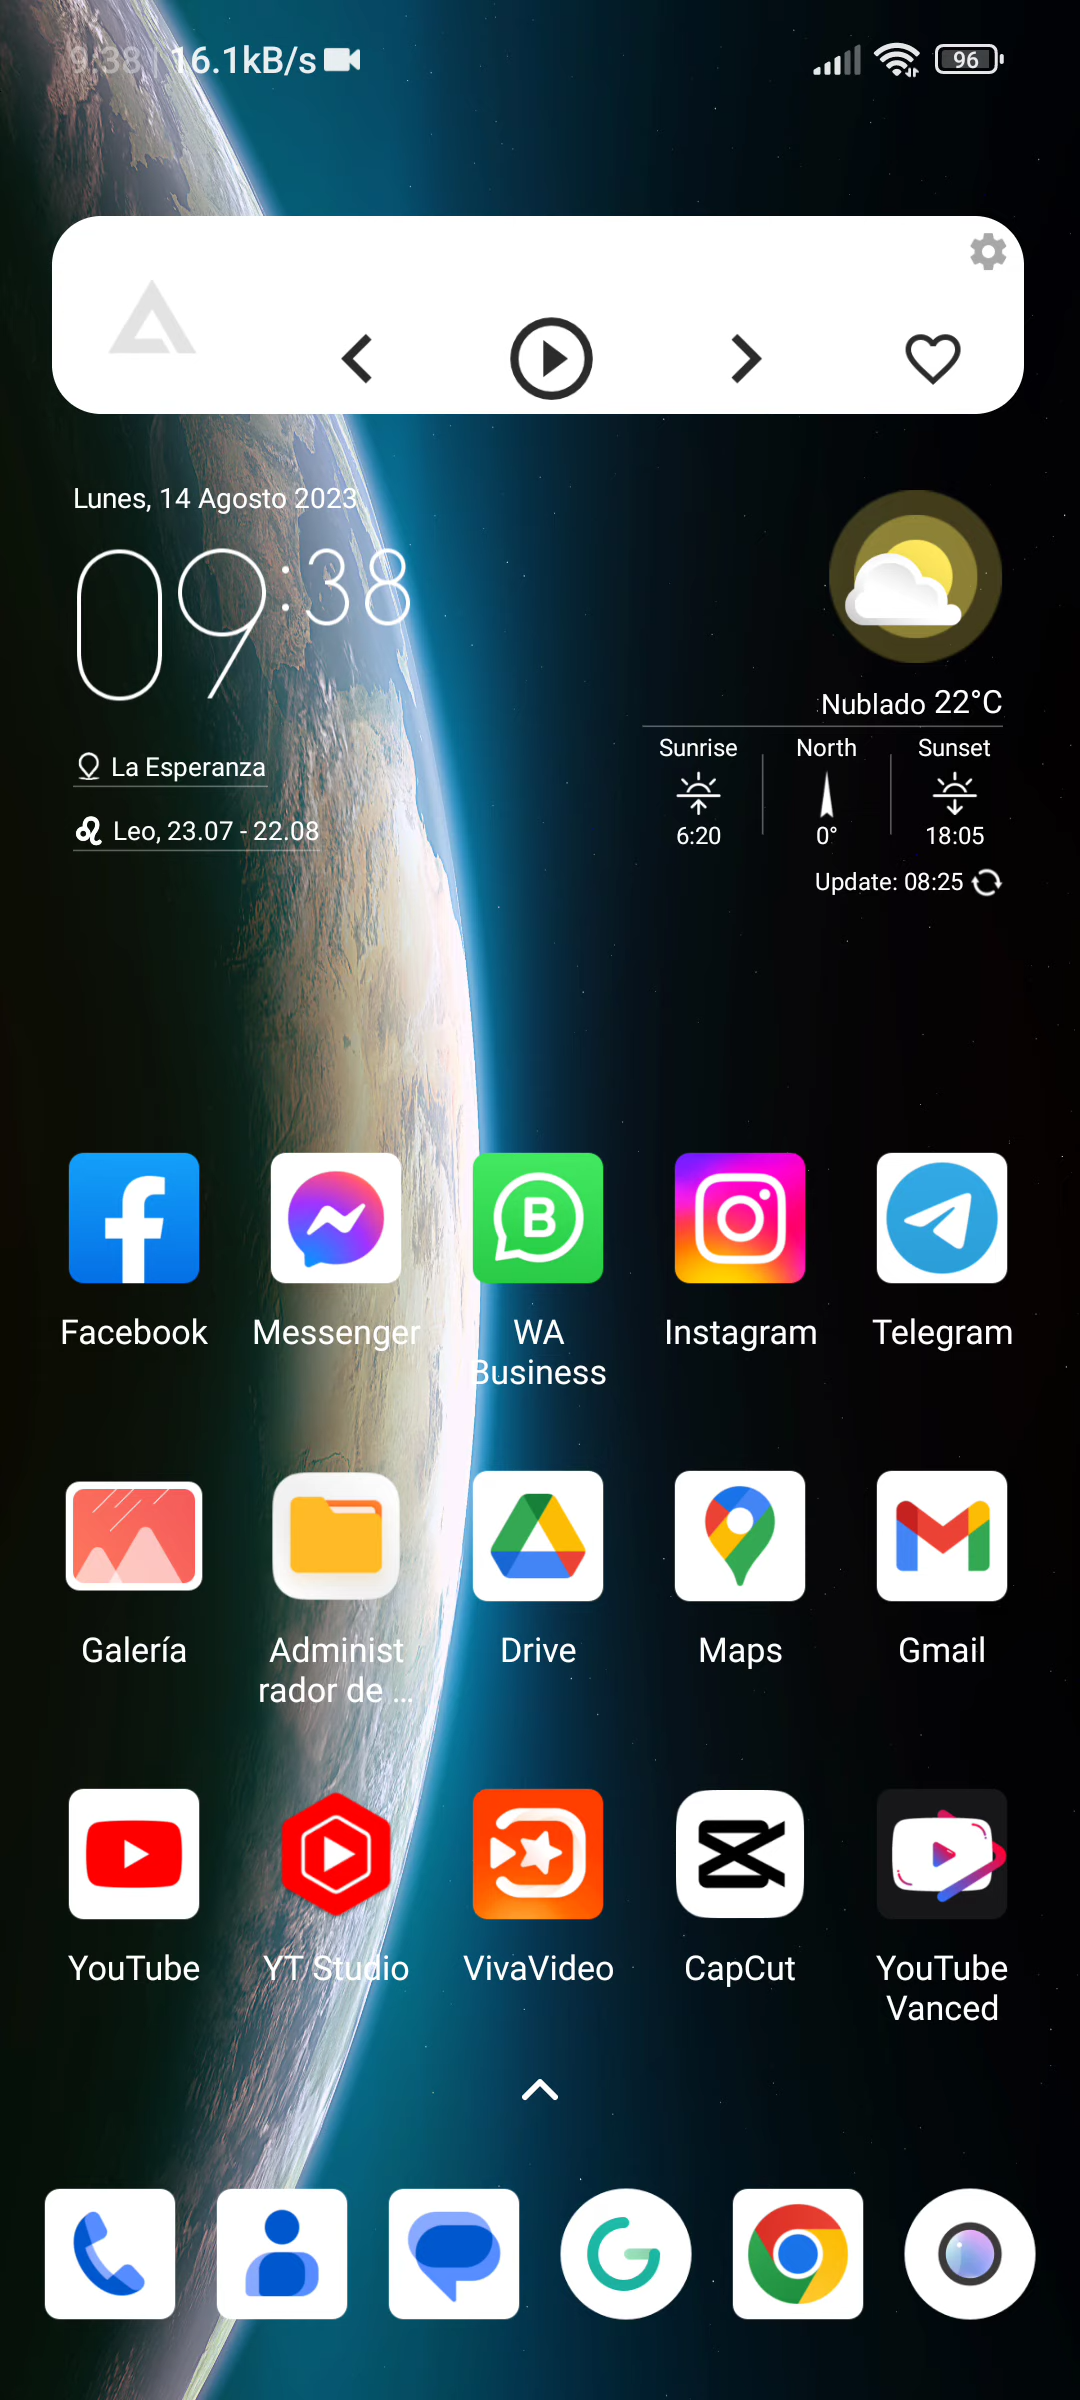 9:38 16.1kB/s 96
Lunes, 14 Agosto 2023
09:38
Nublado 22°C
Sunrise North Sunset
La Esperanza
6:20 0° 18:05
Leo, 23.07 - 22.08
Update: 08:25
Facebook Messenger WA Business Instagram Telegram
Galería Administrador de ... Drive Maps Gmail
YouTube YT Studio VivaVideo CapCut YouTube Vanced